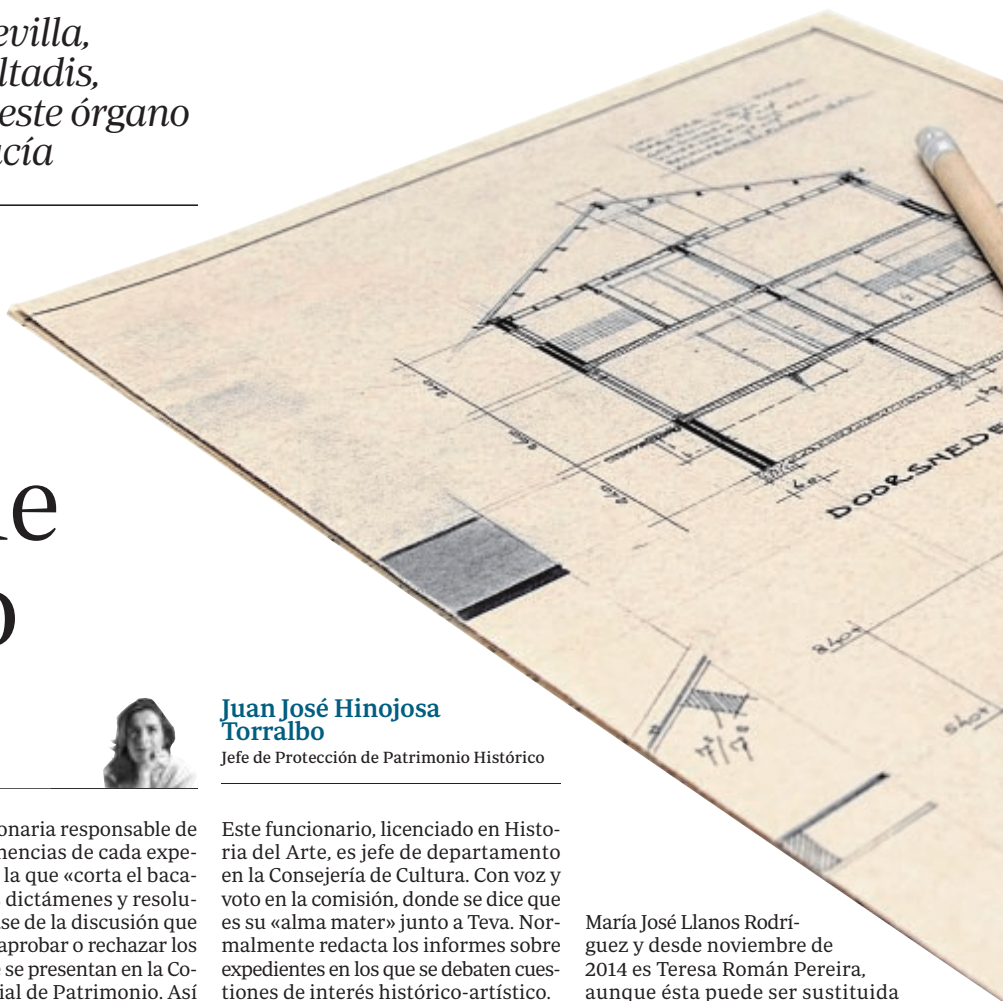 evilla,
ltadis,
este órgano
cía
e
o
Juan José Hinojosa
Torralbo
Jefe de Protección de Patrimonio Histórico
onaria responsable de
nencias de cada expe-
la que «corta el baca-
dictámenes y resolu-
se de la discusión que
aprobar o rechazar los
se presentan en la Co-
ial de Patrimonio. Así
Este funcionario, licenciado en Histo-
ria del Arte, es jefe de departamento
en la Consejería de Cultura. Con voz y
voto en la comisión, donde se dice que
es su «alma mater» junto a Teva. Nor-
malmente redacta los informes sobre
expedientes en los que se debaten cues-
tiones de interés histórico-artístico.
María José Llanos Rodrí-
guez y desde noviembre de
2014 es Teresa Román Pereira,
aunque ésta puede ser sustituida
DOORSNEDE